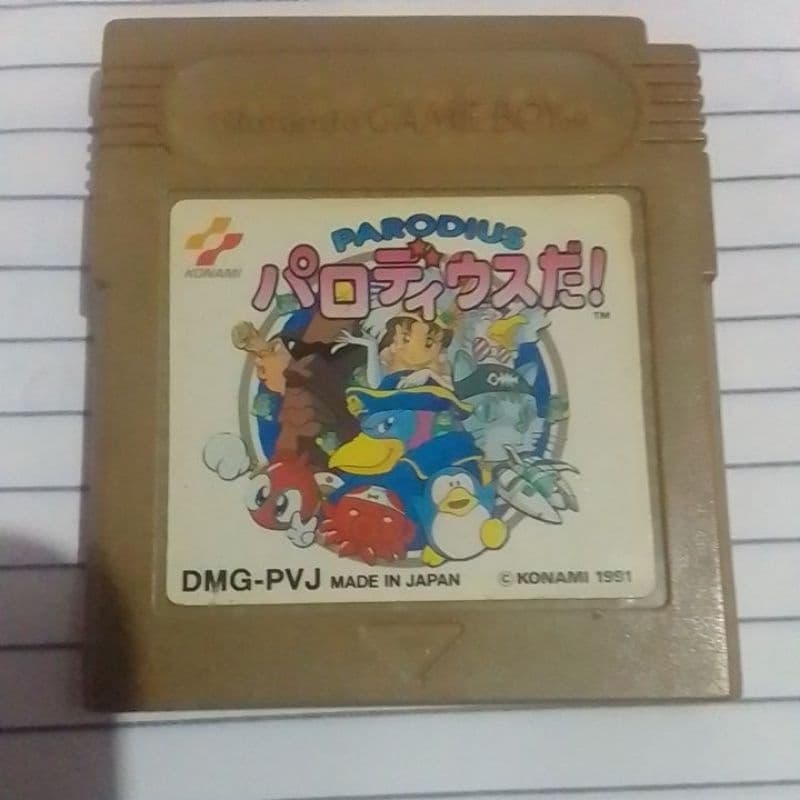 Nintendo GAME BOY
KONAMI
PARODIUS
パロディウスだ!
TM
DMG-PVJ MADE IN JAPAN © KONAMI 1991